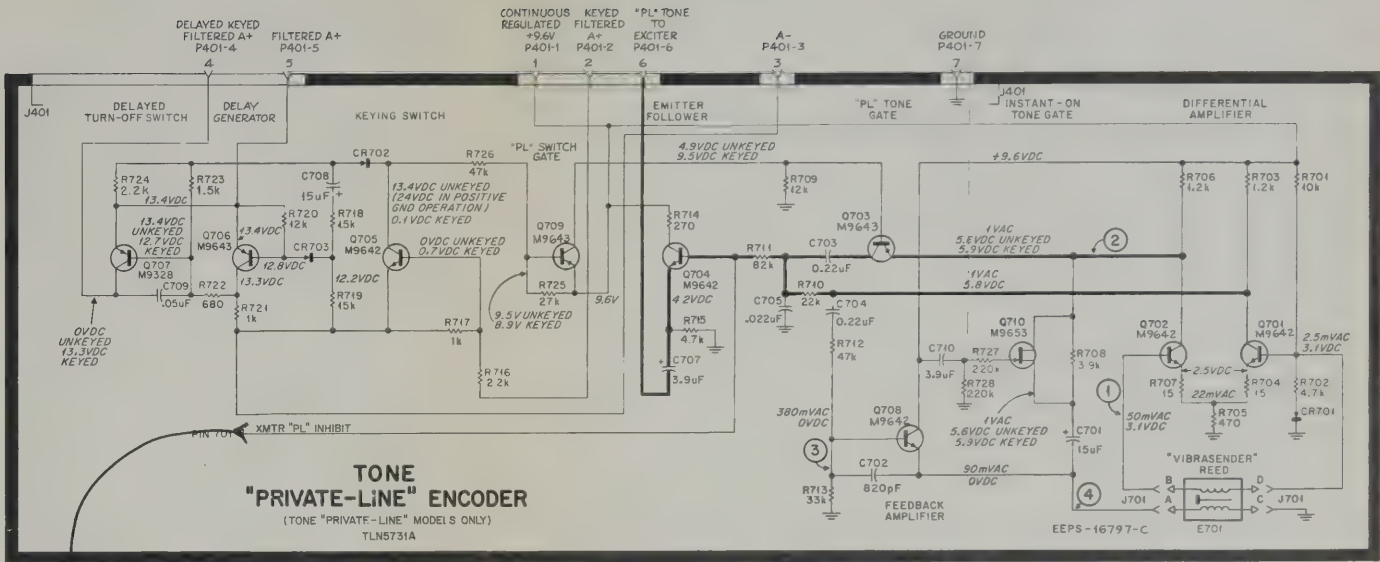 DELAYED KEYED
FILTERED A+
P401-4
4
FILTERED A+
P401-5
5
CONTINUOUS
REGULATED
+9.6V
P401-1
1
KEYED
FILTERED
A+
P401-2
2
"PL" TONE
TO
EXCITER
P401-6
6
A-
P401-3
3
GROUND
P401-7
7
J401
DELAYED
TURN-OFF SWITCH
DELAY
GENERATOR
KEYING SWITCH
"PL" SWITCH
GATE
EMITTER
FOLLOWER
"PL" TONE
GATE
J401
INSTANT-ON
TONE GATE
DIFFERENTIAL
AMPLIFIER
R724
2.2k
R723
1.5k
13.4VDC
13.4VDC
UNKEYED
12.7VDC
KEYED
Q707
M9328
C709
.05uF
R722
680
0VDC
UNKEYED
13.3VDC
KEYED
Q706
M9643
13.4VDC
13.3VDC
R721
1k
R720
12k
CR703
12.8VDC
C708
15uF
+
R718
1.5k
12.2VDC
R719
15k
CR702
Q705
M9642
13.4VDC UNKEYED
(24VDC IN POSITIVE
GND OPERATION)
0.1VDC KEYED
0VDC UNKEYED
0.7VDC KEYED
R717
1k
R716
2.2k
R726
47k
Q709
M9643
R725
27k
9.5V UNKEYED
8.9V KEYED
9.6V
4.9VDC UNKEYED
9.5VDC KEYED
R709
12k
R714
270
Q704
M9642
4.2VDC
R715
4.7k
+
C707
3.9uF
R711
82k
C703
0.22uF
Q703
M9643
R710
22k
C705
.022uF
C704
0.22uF
R712
47k
380mVAC
0VDC
3
R713
33k
C702
820pF
Q708
M9642
FEEDBACK
AMPLIFIER
90mVAC
0VDC
+9.6VDC
1VAC
5.6VDC UNKEYED
5.9VDC KEYED
2
1VAC
5.8VDC
C710
3.9uF
R727
220k
R728
220k
Q710
M9653
1VAC
5.6VDC UNKEYED
5.9VDC KEYED
R708
3.9k
+
C701
15uF
4
R706
1.2k
R703
1.2k
R701
10k
Q702
M9642
Q701
M9642
2.5mVAC
3.1VDC
2.5VDC
R707
15
R704
15
22mVAC
R705
470
1
50mVAC
3.1VDC
R702
4.7k
CR701
"VIBRASENDER"
REED
J701
B
A
D
C
J701
E701
EEPS-16797-C
PIN 701
XMTR "PL" INHIBIT
TONE
"PRIVATE-LINE" ENCODER
(TONE "PRIVATE-LINE" MODELS ONLY)
TLN5731A